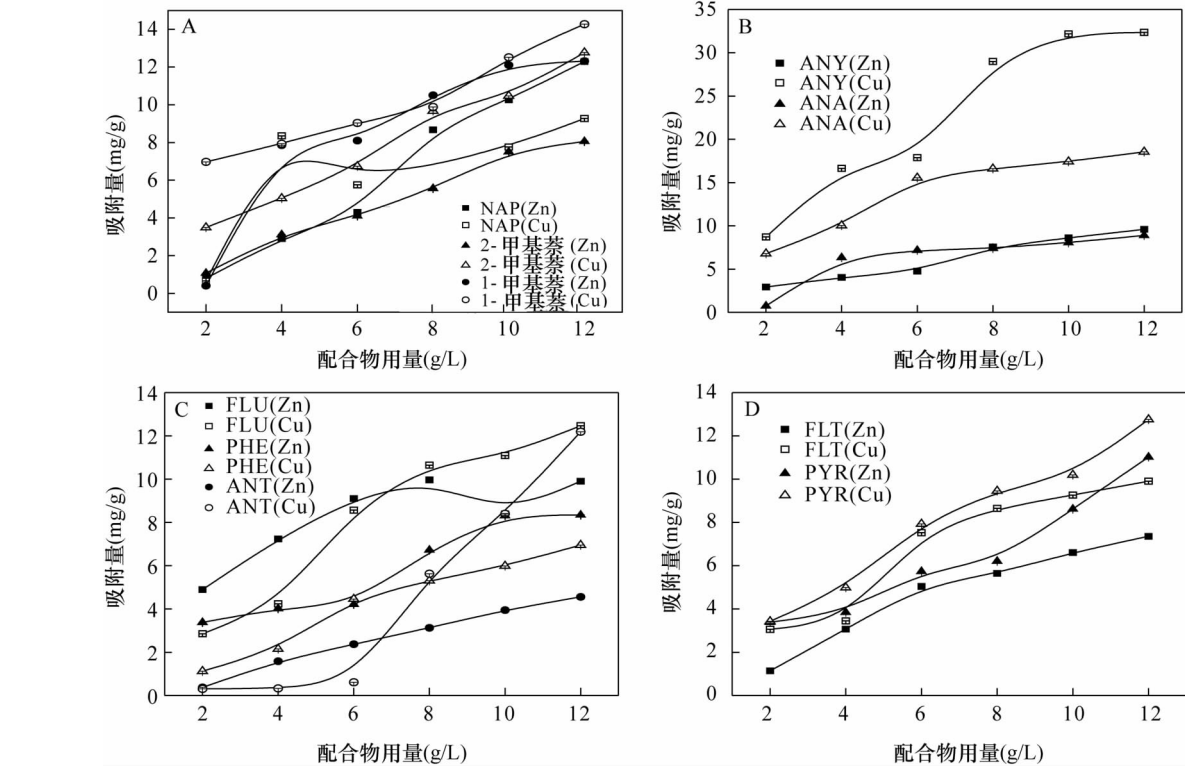 A
14
12
10
8
6
4
2
0
吸附量(mg/g)
NAP(Zn)
NAP(Cu)
2-甲基萘 (Zn)
2-甲基萘 (Cu)
1-甲基萘 (Zn)
1-甲基萘 (Cu)
2 4 6 8 10 12
配合物用量(g/L)
B
35
30
25
20
15
10
5
0
吸附量(mg/g)
ANY(Zn)
ANY(Cu)
ANA(Zn)
ANA(Cu)
2 4 6 8 10 12
配合物用量(g/L)
C
14
12
10
8
6
4
2
0
吸附量(mg/g)
FLU(Zn)
FLU(Cu)
PHE(Zn)
PHE(Cu)
ANT(Zn)
ANT(Cu)
2 4 6 8 10 12
配合物用量(g/L)
D
14
12
10
8
6
4
2
0
吸附量(mg/g)
FLT(Zn)
FLT(Cu)
PYR(Zn)
PYR(Cu)
2 4 6 8 10 12
配合物用量(g/L)